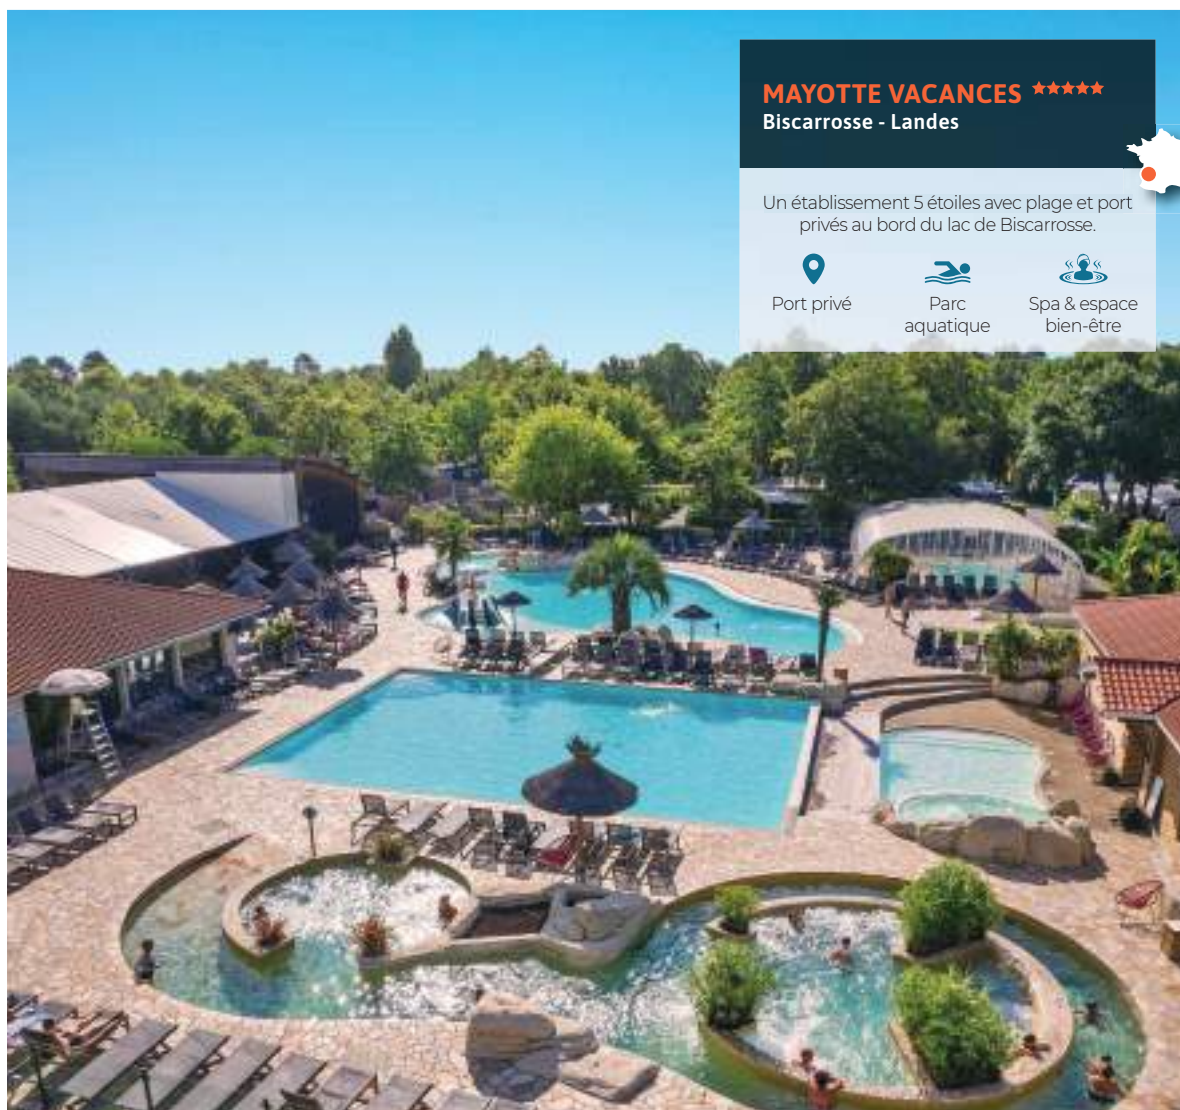 MAYOTTE VACANCES ★★★★★
Biscarrosse - Landes
Un établissement 5 étoiles avec plage et port
privés au bord du lac de Biscarrosse.
Port privé
Parc
aquatique
Spa & espace
bien-être